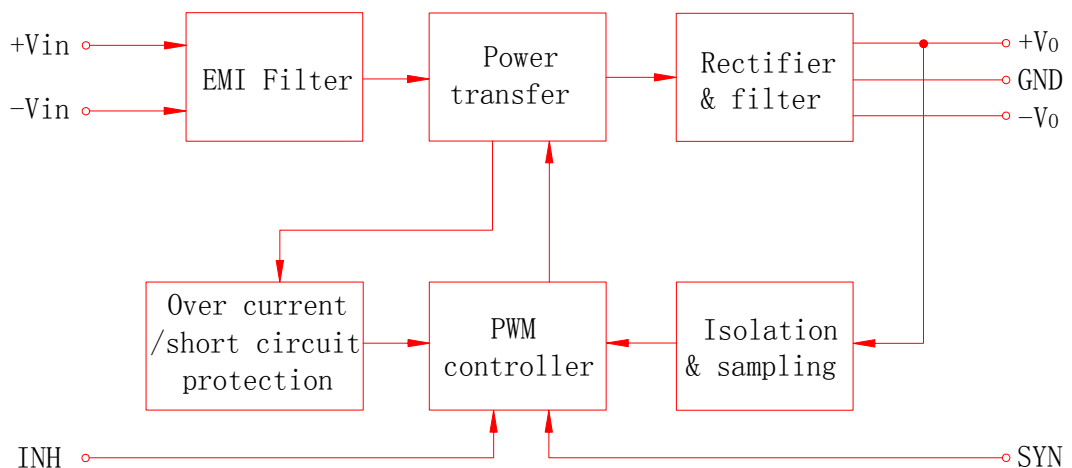 +Vin
-Vin
EMI Filter
Power
transfer
Rectifier
& filter
+V₀
GND
-V₀
Over current
/short circuit
protection
PWM
controller
Isolation
& sampling
INH
SYN